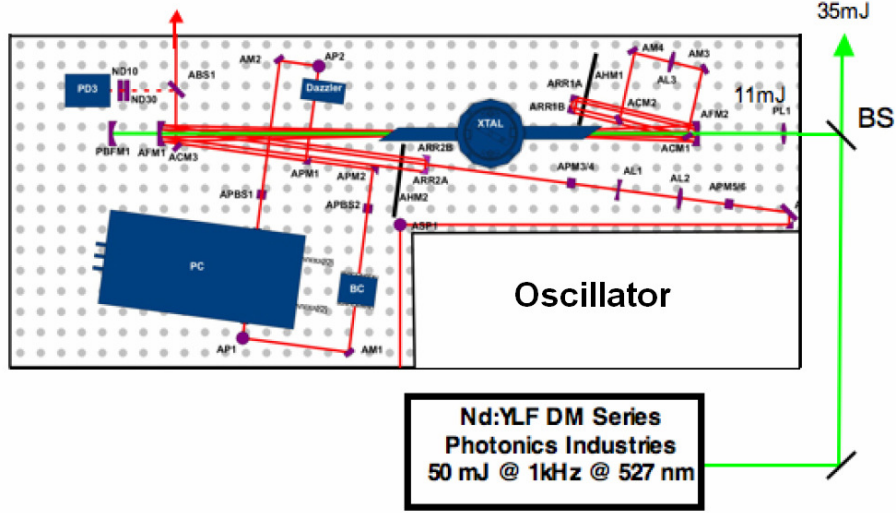 35mJ
AM2
AP2
AM4
AM3
ABS1
ND10
PD3
ND30
Dazzler
ARR1A
AHM1
AL3
ARR1B
ACM2
AFM2
11mJ
PL1
BS
XTAL
PBFM1
AFM1
ACM3
ACM1
ARR2B
APM1
APM2
ARR2A
APM3/4
AL1
AL2
APM5/6
APBS1
APBS2
AHM2
ASP1
A
PC
BC
Oscillator
AP1
AM1
Nd:YLF DM Series
Photonics Industries
50 mJ @ 1kHz @ 527 nm